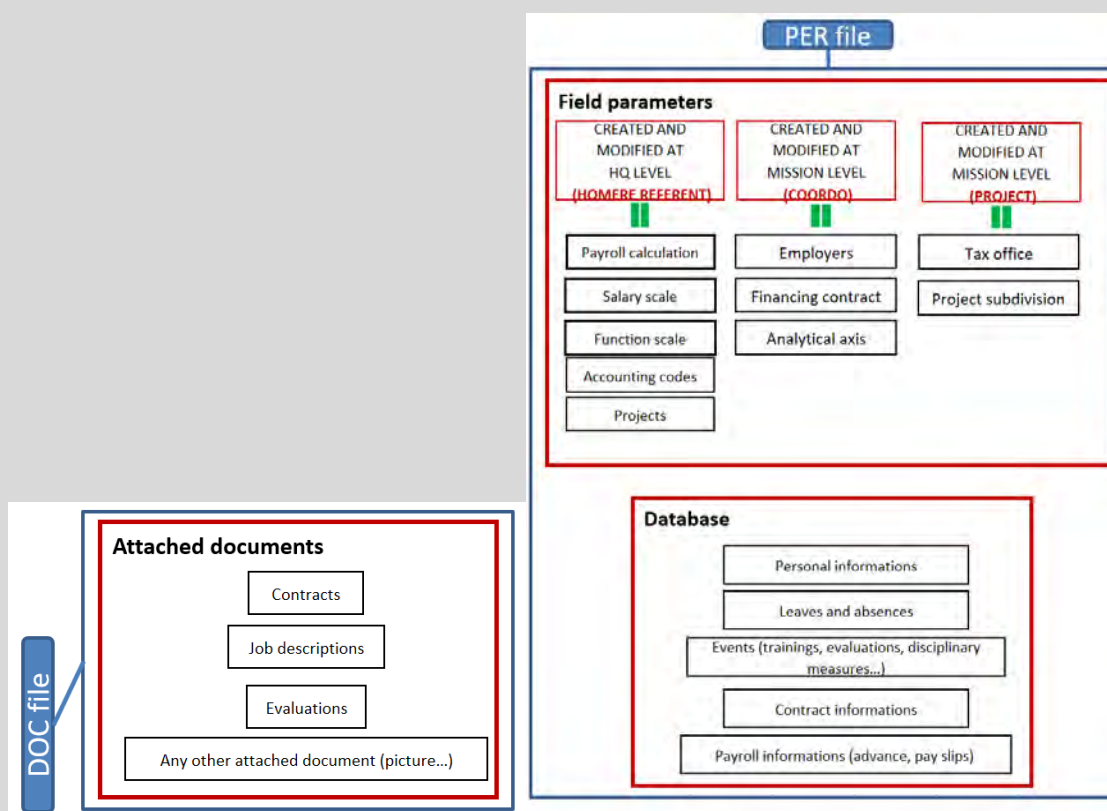 PER file
Field parameters
CREATED AND
MODIFIED AT
HQ LEVEL
(HOMERE REFERENT)
Payroll calculation
Salary scale
Function scale
Accounting codes
Projects
CREATED AND
MODIFIED AT
MISSION LEVEL
(COORDO)
Employers
Financing contract
Analytical axis
CREATED AND
MODIFIED AT
MISSION LEVEL
(PROJECT)
Tax office
Project subdivision
Database
Personal informations
Leaves and absences
Events (trainings, evaluations, disciplinary
measures...)
Contract informations
Payroll informations (advance, pay slips)
DOC file
Attached documents
Contracts
Job descriptions
Evaluations
Any other attached document (picture...)